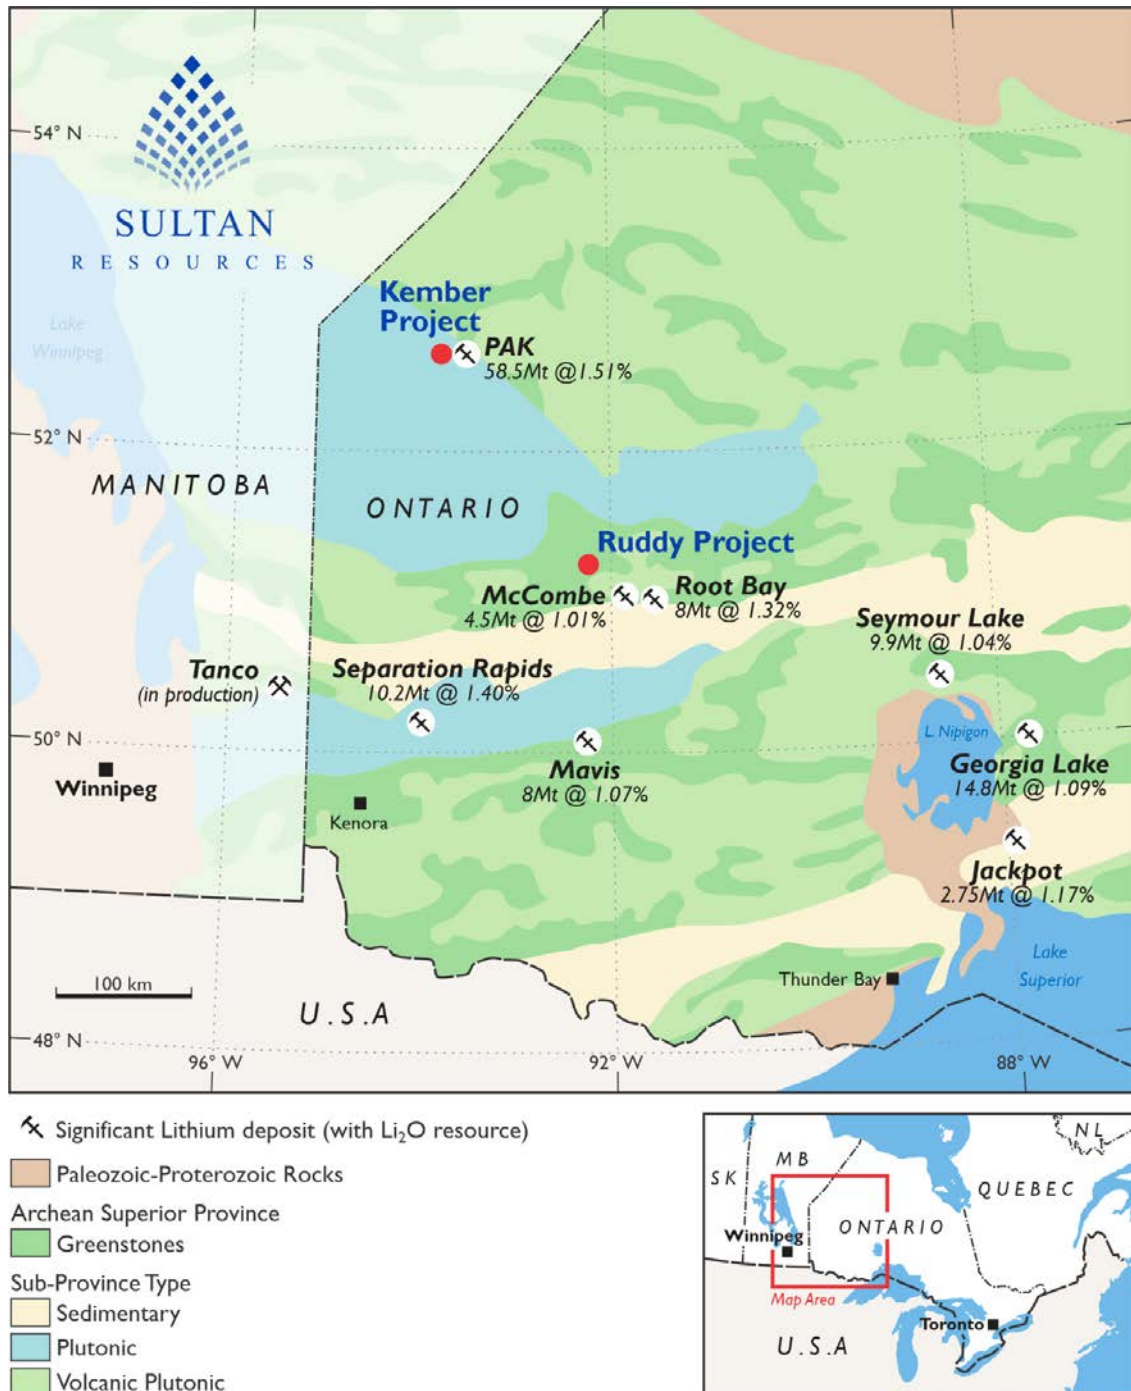 54° N
SULTAN
RESOURCES
Lake
Winnipeg
Kember
Project
PAK
58.5Mt @1.51%
52° N
MANITOBA
ONTARIO
Ruddy Project
McCombe
4.5Mt @ 1.01%
Root Bay
8Mt @ 1.32%
Seymour Lake
9.9Mt @ 1.04%
Tanco
(in production)
Separation Rapids
10.2Mt @ 1.40%
50° N
Winnipeg
Kenora
Mavis
8Mt @ 1.07%
L. Nipigon
Georgia Lake
14.8Mt @ 1.09%
Jackpot
2.75Mt @ 1.17%
100 km
U.S.A
Thunder Bay
Lake
Superior
48° N
96° W
92° W
88° W
Significant Lithium deposit (with Li₂O resource)
Paleozoic-Proterozoic Rocks
Archean Superior Province
Greenstones
Sub-Province Type
Sedimentary
Plutonic
Volcanic Plutonic
SK
MB
NL
QUEBEC
ONTARIO
Winnipeg
Map Area
Toronto
U.S.A